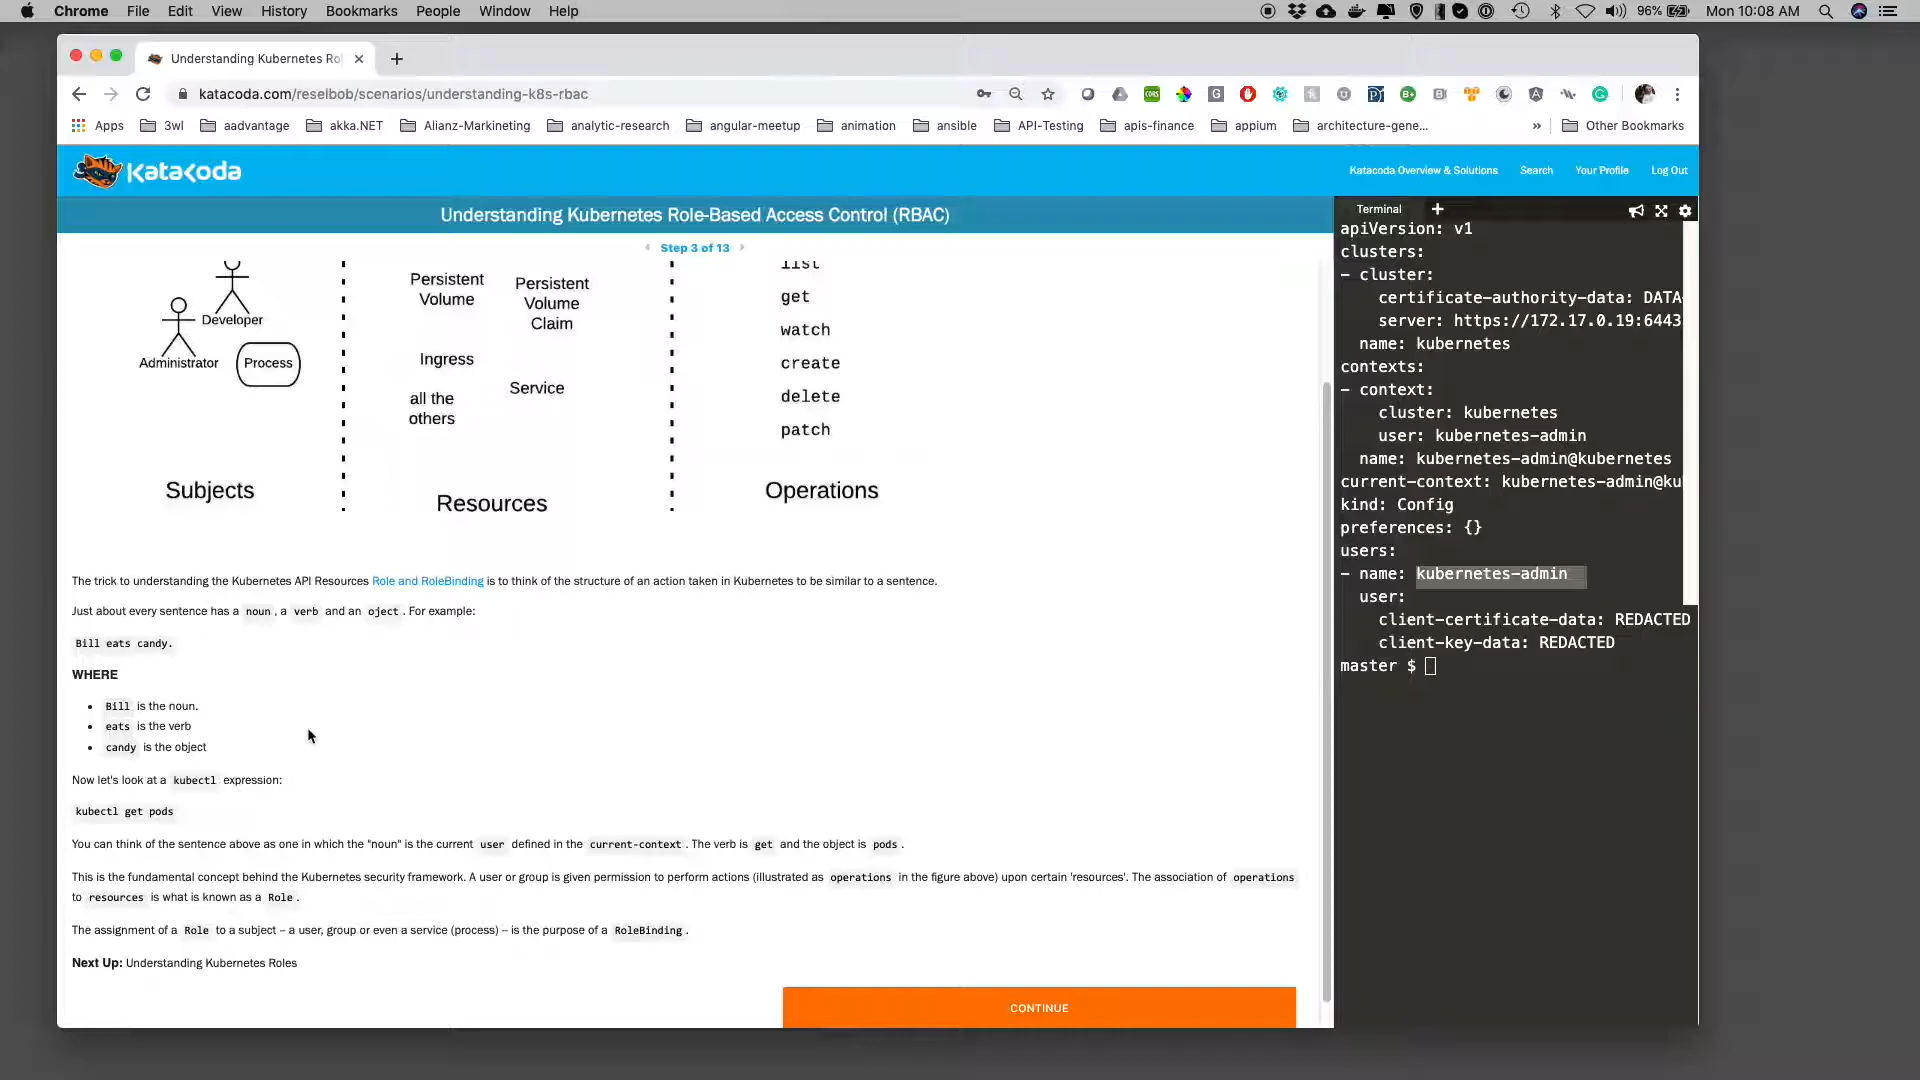 Chrome File Edit View History Bookmarks People Window Help 96% Mon 10:08 AM
Understanding Kubernetes Ro
katacoda.com/reselbob/scenarios/understanding-k8s-rbac
Apps 3wl aadvantage akka.NET Alianz-Markineting analytic-research angular-meetup animation ansible API-Testing apis-finance appium architecture-gene... » Other Bookmarks
Katacoda
Katacoda Overview & Solutions Search Your Profile Log Out
Understanding Kubernetes Role-Based Access Control (RBAC)
Step 3 of 13
Developer
Administrator
Process
Subjects
Persistent
Volume
Persistent
Volume
Claim
Ingress
Service
all the
others
Resources
list
get
watch
create
delete
patch
Operations
The trick to understanding the Kubernetes API Resources Role and RoleBinding is to think of the structure of an action taken in Kubernetes to be similar to a sentence.
Just about every sentence has a noun, a verb and an oject. For example:
Bill eats candy.
WHERE
• Bill is the noun.
• eats is the verb
• candy is the object
Now let's look at a kubectl expression:
kubectl get pods
You can think of the sentence above as one in which the "noun" is the current user defined in the current-context. The verb is get and the object is pods.
This is the fundamental concept behind the Kubernetes security framework. A user or group is given permission to perform actions (illustrated as operations in the figure above) upon certain 'resources'. The association of operations
to resources is what is known as a Role.
The assignment of a Role to a subject – a user, group or even a service (process) – is the purpose of a RoleBinding.
Next Up: Understanding Kubernetes Roles
CONTINUE
Terminal +
apiVersion: v1
clusters:
- cluster:
certificate-authority-data: DATA-
server: https://172.17.0.19:6443
name: kubernetes
contexts:
- context:
cluster: kubernetes
user: kubernetes-admin
name: kubernetes-admin@kubernetes
current-context: kubernetes-admin@ku
kind: Config
preferences: {}
users:
- name: kubernetes-admin
user:
client-certificate-data: REDACTED
client-key-data: REDACTED
master $